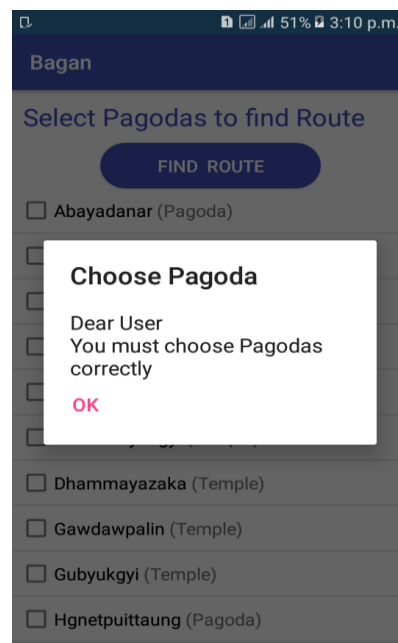 1 51% 3:10 p.m.
Bagan
Select Pagodas to find Route
FIND ROUTE
Abayadanar (Pagoda)
Choose Pagoda
Dear User
You must choose Pagodas
correctly
OK
Dhammayazaka (Temple)
Gawdawpalin (Temple)
Gubyukgyi (Temple)
Hgnetpuittaung (Pagoda)